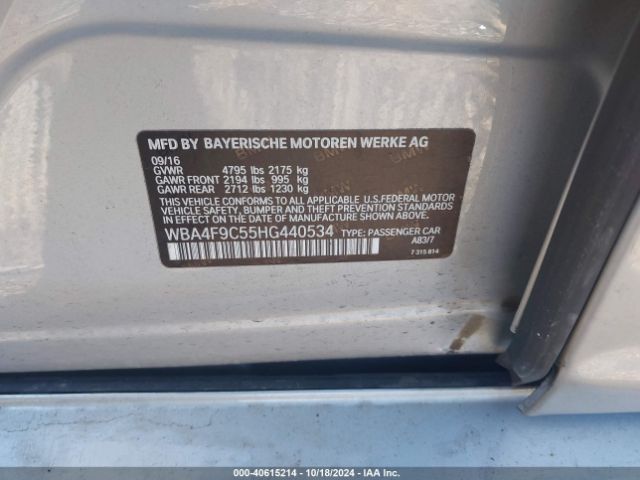 MFD BY BAYERISCHE MOTOREN WERKE AG
09/16
GVWR 4795 lbs 2175 kg
GAWR FRONT 2194 lbs 995 kg
GAWR REAR 2712 lbs 1230 kg
THIS VEHICLE CONFORMS TO ALL APPLICABLE U.S.FEDERAL MOTOR
VEHICLE SAFETY, BUMPER, AND THEFT PREVENTION STANDARDS IN
EFFECT ON THE DATE OF MANUFACTURE SHOWN ABOVE.
WBA4F9C55HG440534 TYPE: PASSENGER CAR
A83/7
7 315 814
000-40615214 | 10/18/2024 | IAA Inc.